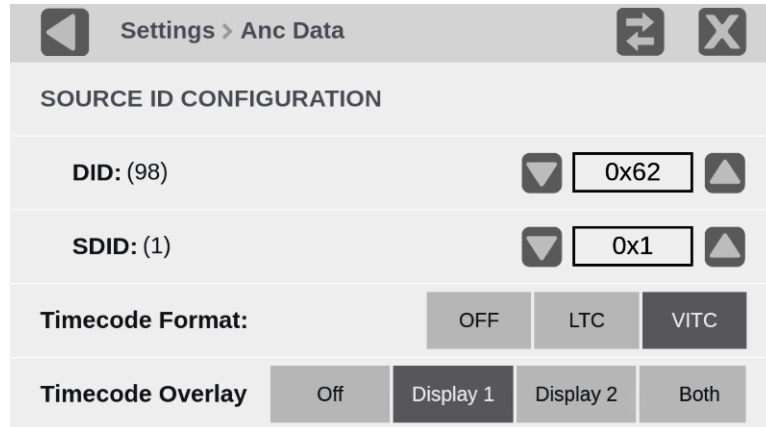 Settings > Anc Data
SOURCE ID CONFIGURATION
DID: (98) 0x62
SDID: (1) 0x1
Timecode Format: OFF LTC VITC
Timecode Overlay Off Display 1 Display 2 Both